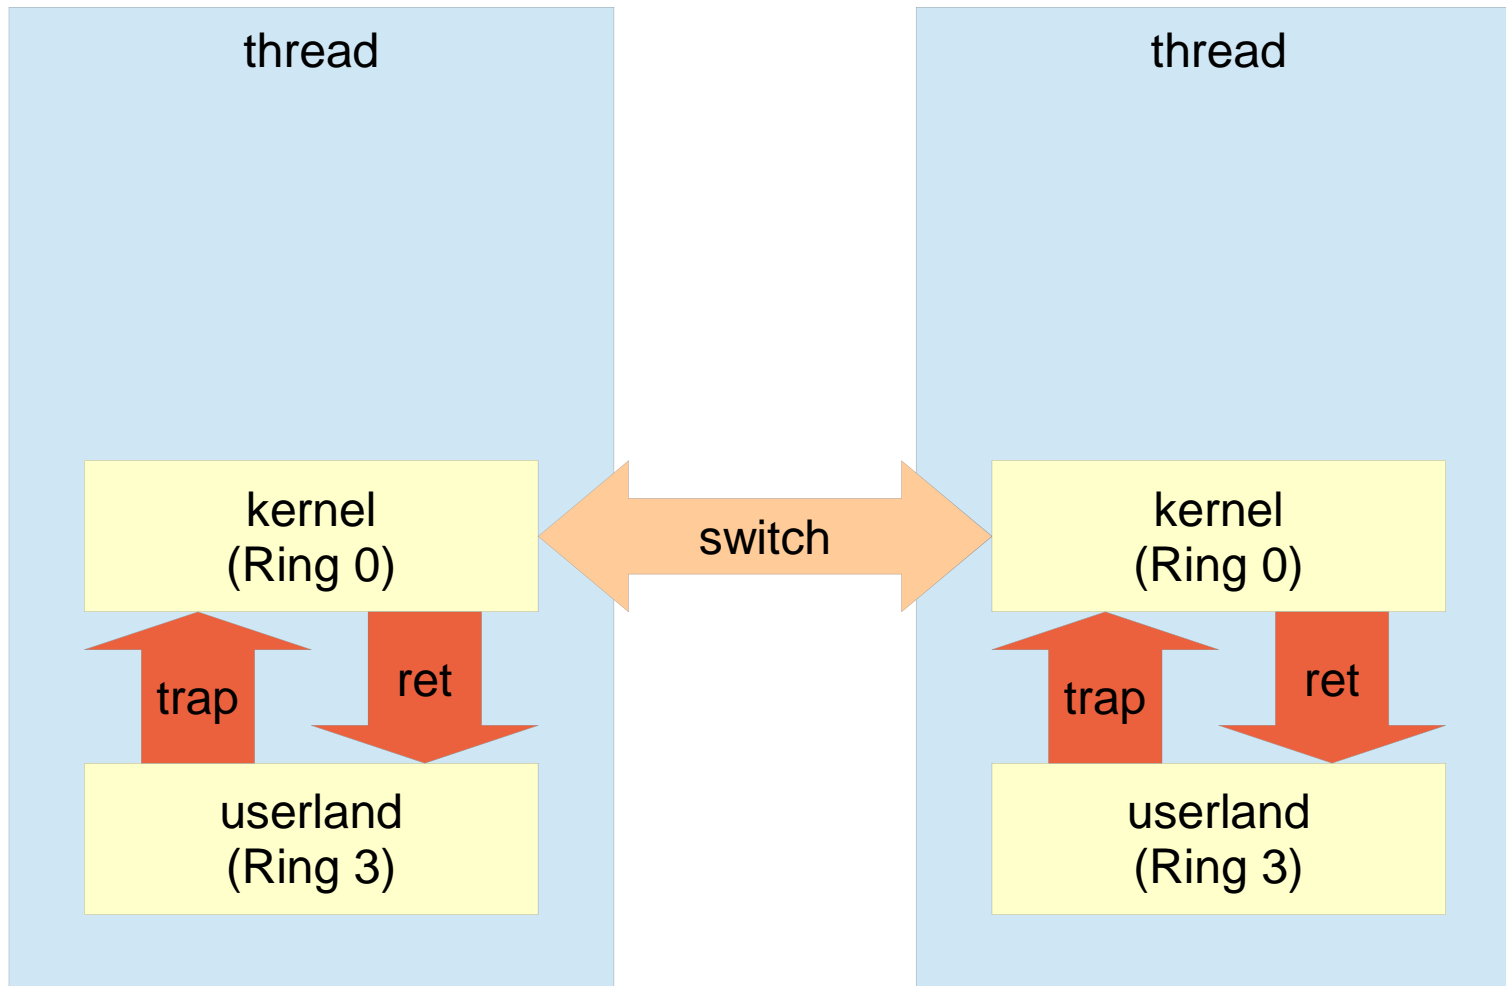 thread
kernel
(Ring 0)
trap
ret
userland
(Ring 3)
switch
thread
kernel
(Ring 0)
trap
ret
userland
(Ring 3)